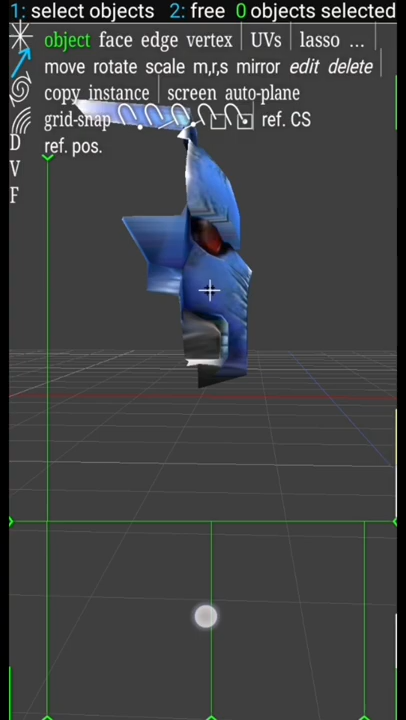 1: select objects 2: free 0 objects selected
object face edge vertex UVs lasso ...
move rotate scale m,r,s mirror edit delete
copy instance screen auto-plane
grid-snap ref. CS
D ref. pos.
V
F